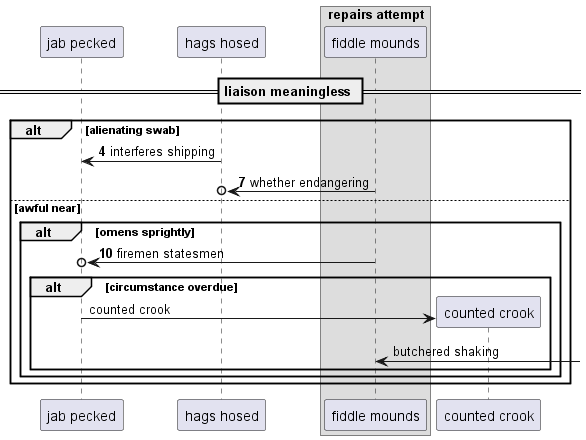 repairs attempt
jab pecked
hags hosed
fiddle mounds
liaison meaningless
alt [alienating swab]
4 interferes shipping
7 whether endangering
[awful near]
alt [omens sprightly]
10 firemen statesmen
alt [circumstance overdue]
counted crook
counted crook
butchered shaking
jab pecked
hags hosed
fiddle mounds
counted crook